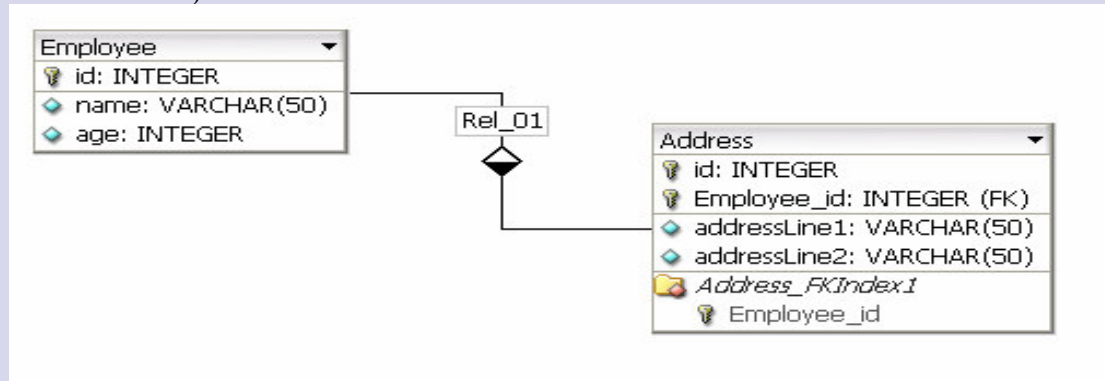 Employee
id: INTEGER
name: VARCHAR(50)
age: INTEGER
Rel_01
Address
id: INTEGER
Employee_id: INTEGER (FK)
addressLine1: VARCHAR(50)
addressLine2: VARCHAR(50)
Address_FKIndex1
Employee_id